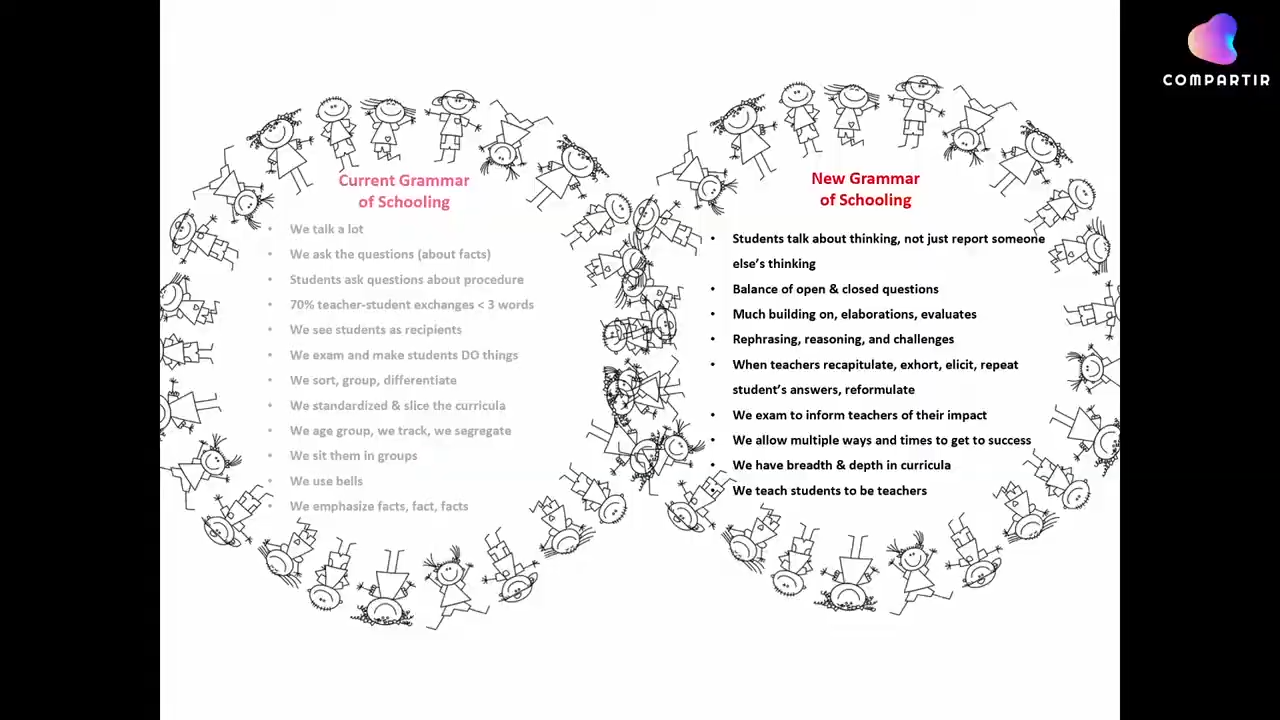 COMPARTIR
Current Grammar
of Schooling
• We talk a lot
• We ask the questions (about facts)
• Students ask questions about procedure
• 70% teacher-student exchanges < 3 words
• We see students as recipients
• We exam and make students DO things
• We sort, group, differentiate
• We standardized & slice the curricula
• We age group, we track, we segregate
• We sit them in groups
• We use bells
• We emphasize facts, fact, facts
New Grammar
of Schooling
• Students talk about thinking, not just report someone
else’s thinking
• Balance of open & closed questions
• Much building on, elaborations, evaluates
• Rephrasing, reasoning, and challenges
• When teachers recapitulate, exhort, elicit, repeat
student’s answers, reformulate
• We exam to inform teachers of their impact
• We allow multiple ways and times to get to success
• We have breadth & depth in curricula
• We teach students to be teachers